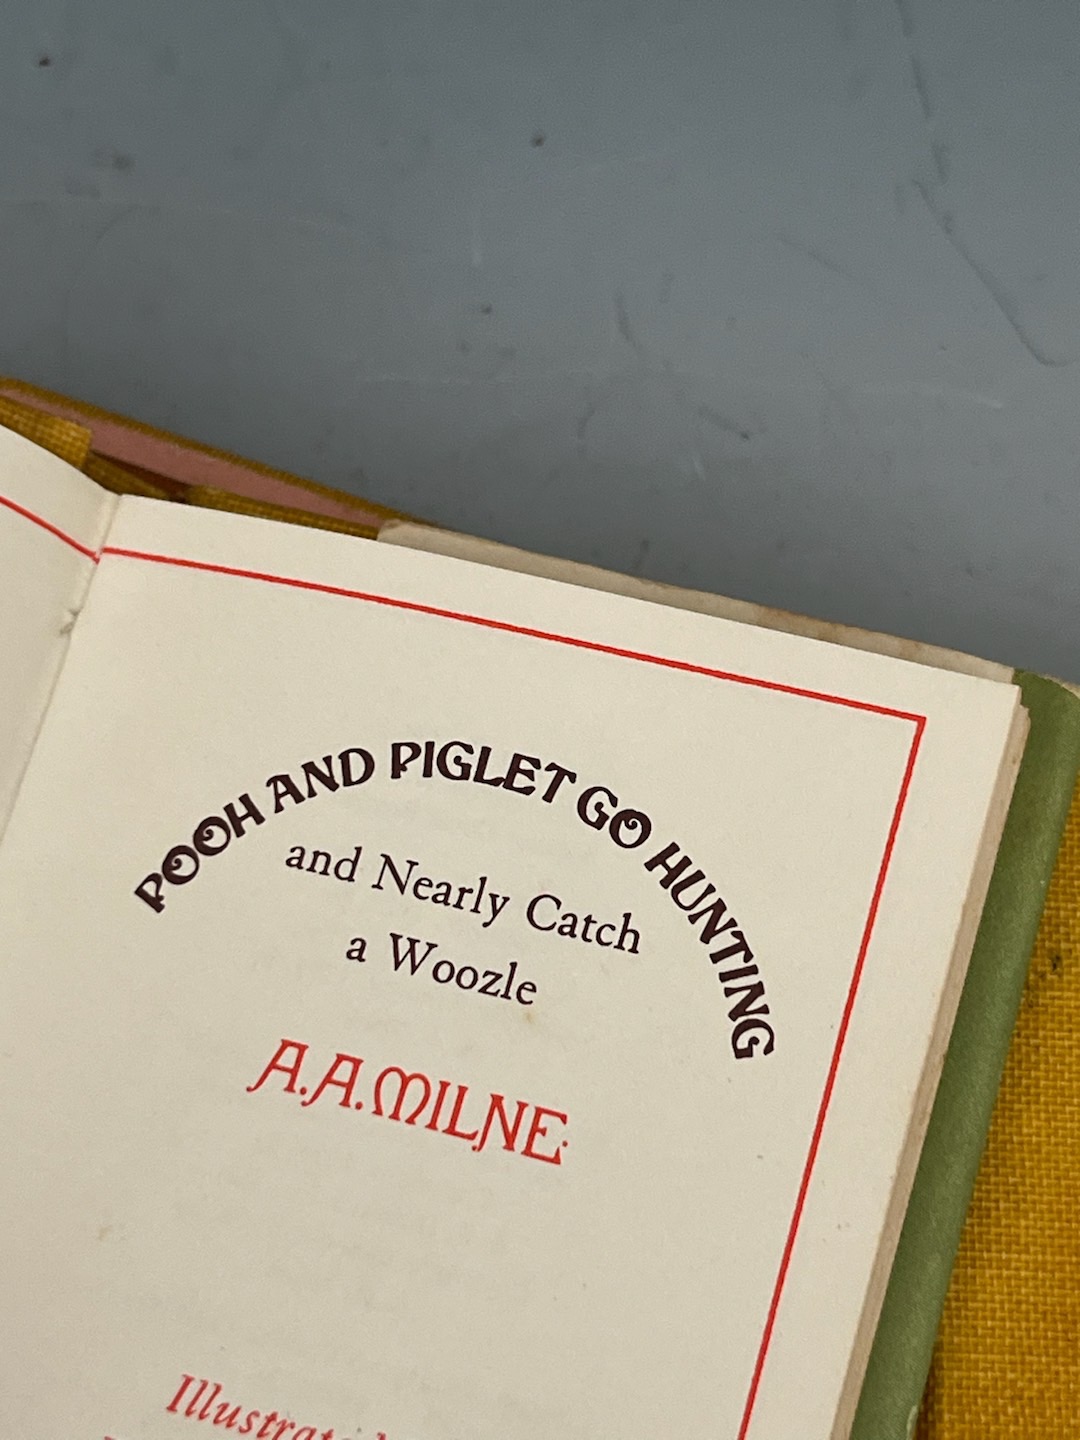 POOH AND PIGLET GO HUNTING
and Nearly Catch
a Woozle
A.A.MILNE